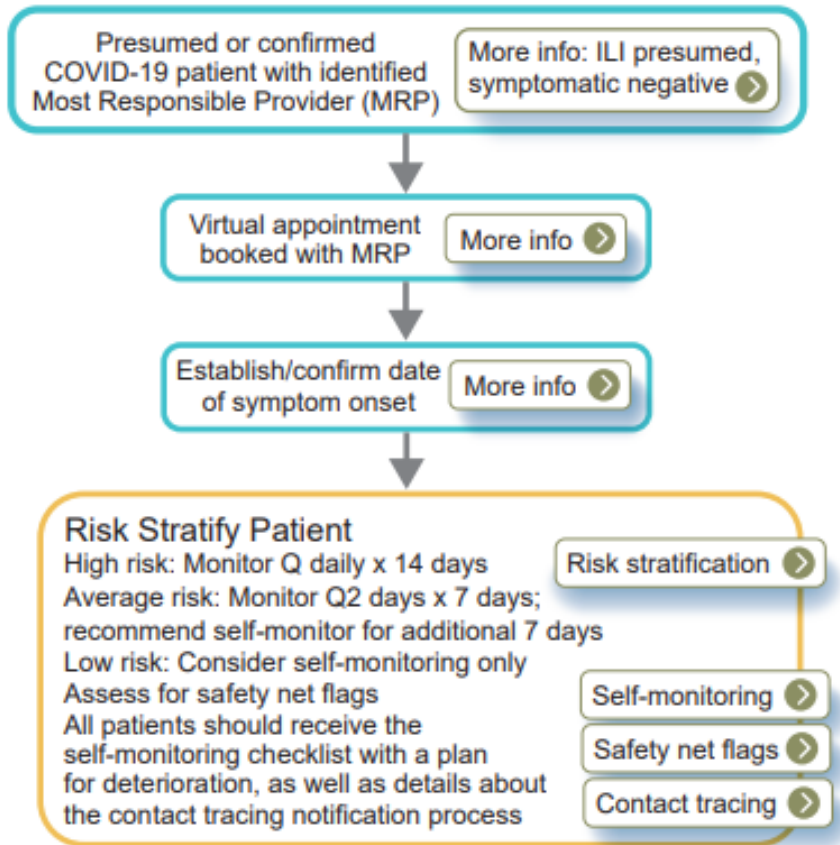 Presumed or confirmed
COVID-19 patient with identified
Most Responsible Provider (MRP)
More info: ILI presumed,
symptomatic negative
Virtual appointment
booked with MRP
More info
Establish/confirm date
of symptom onset
More info
Risk Stratify Patient
High risk: Monitor Q daily x 14 days
Risk stratification
Average risk: Monitor Q2 days x 7 days;
recommend self-monitor for additional 7 days
Low risk: Consider self-monitoring only
Assess for safety net flags
Self-monitoring
All patients should receive the
self-monitoring checklist with a plan
Safety net flags
for deterioration, as well as details about
the contact tracing notification process
Contact tracing